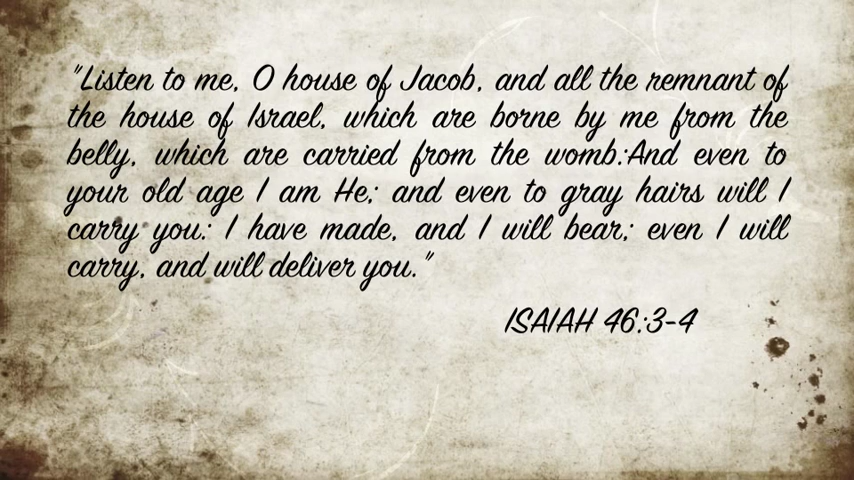 "Listen to me, O house of Jacob, and all the remnant of
the house of Israel, which are borne by me from the
belly, which are carried from the womb:And even to
your old age I am He; and even to gray hairs will I
carry you: I have made, and I will bear; even I will
carry, and will deliver you."
ISAIAH 46:3-4